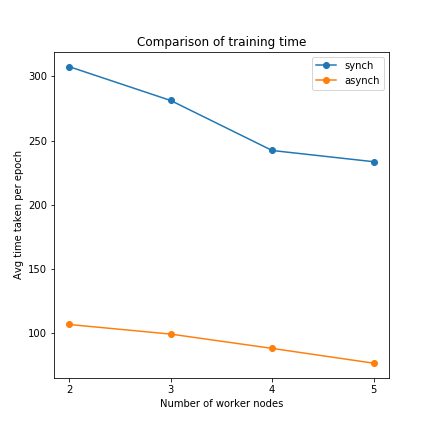 Comparison of training time
synch
asynch
300
250
200
150
100
Avg time taken per epoch
2 3 4 5
Number of worker nodes